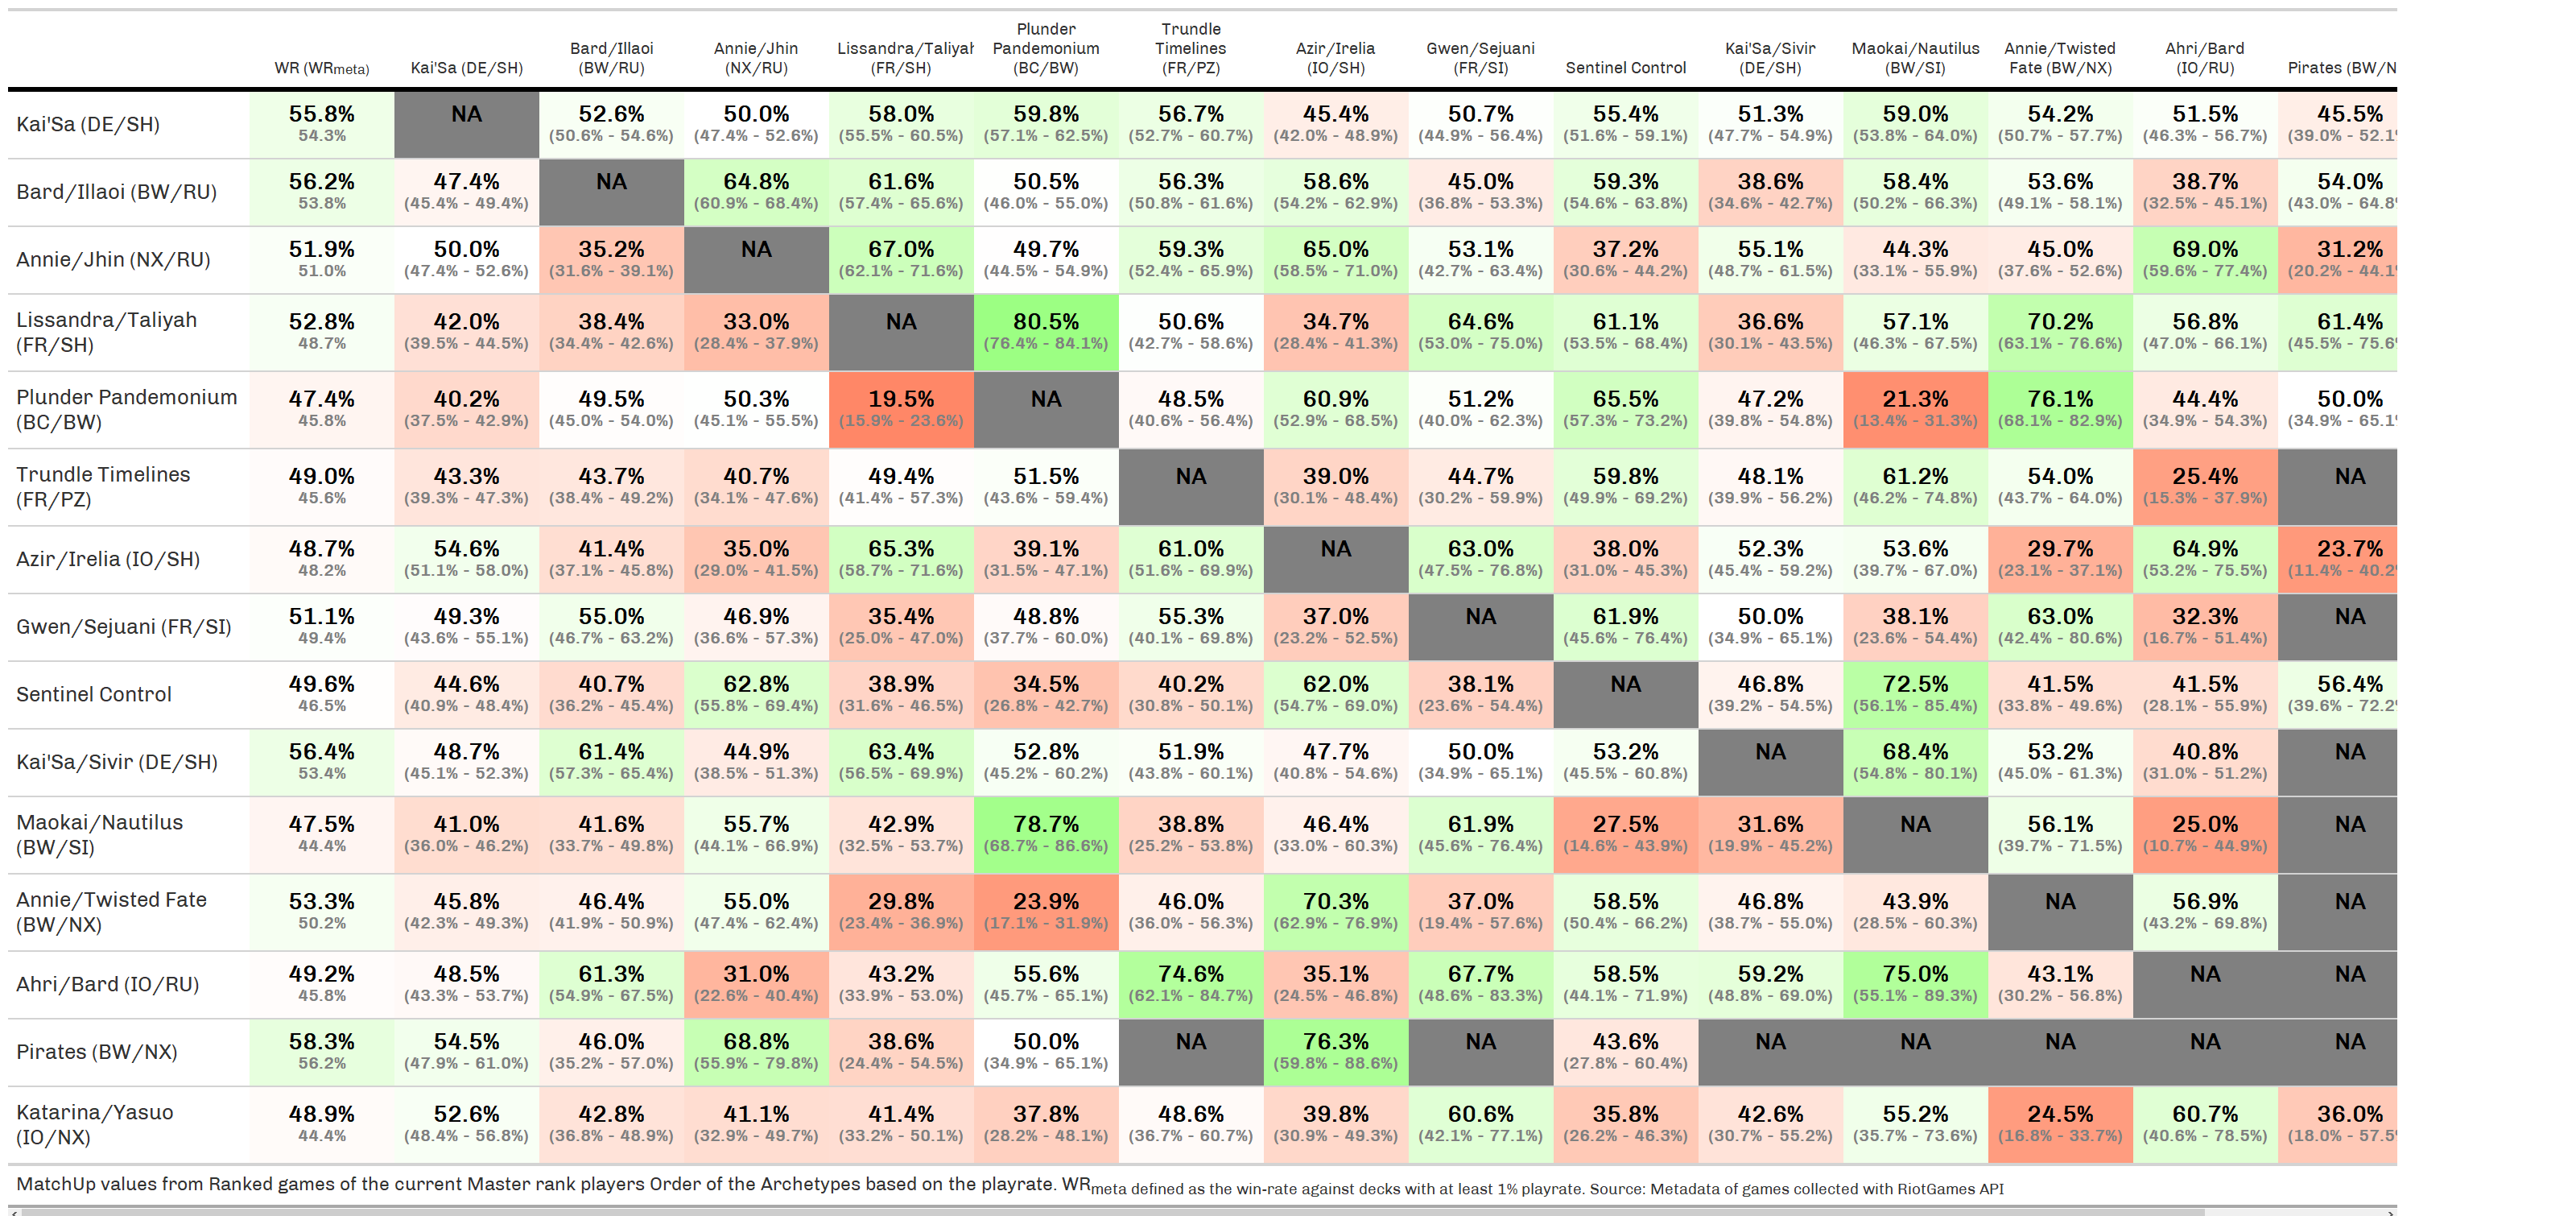 WR (WRmeta) Kai'Sa (DE/SH) Bard/Illaoi (BW/RU) Annie/Jhin (NX/RU) Lissandra/Taliyah (FR/SH) Plunder Pandemonium (BC/BW) Trundle Timelines (FR/PZ) Azir/Irelia (IO/SH) Gwen/Sejuani (FR/SI) Sentinel Control Kai'Sa/Sivir (DE/SH) Maokai/Nautilus (BW/SI) Annie/Twisted Fate (BW/NX) Ahri/Bard (IO/RU) Pirates (BW/N
Kai'Sa (DE/SH) 55.8% NA 52.6% 50.0% 58.0% 59.8% 56.7% 45.4% 50.7% 55.4% 51.3% 59.0% 54.2% 51.5% 45.5%
54.3% (50.6% - 54.6%) (47.4% - 52.6%) (55.5% - 60.5%) (57.1% - 62.5%) (52.7% - 60.7%) (42.0% - 48.9%) (44.9% - 56.4%) (51.6% - 59.1%) (47.7% - 54.9%) (53.8% - 64.0%) (50.7% - 57.7%) (46.3% - 56.7%) (39.0% - 52.1
Bard/Illaoi (BW/RU) 56.2% 47.4% NA 64.8% 61.6% 50.5% 56.3% 58.6% 45.0% 59.3% 38.6% 58.4% 53.6% 38.7% 54.0%
53.8% (45.4% - 49.4%) (60.9% - 68.4%) (57.4% - 65.6%) (46.0% - 55.0%) (50.8% - 61.6%) (54.2% - 62.9%) (36.8% - 53.3%) (54.6% - 63.8%) (34.6% - 42.7%) (50.2% - 66.3%) (49.1% - 58.1%) (32.5% - 45.1%) (43.0% - 64.8
Annie/Jhin (NX/RU) 51.9% 50.0% 35.2% NA 67.0% 49.7% 59.3% 65.0% 53.1% 37.2% 55.1% 44.3% 45.0% 69.0% 31.2%
51.0% (47.4% - 52.6%) (31.6% - 39.1%) (62.1% - 71.6%) (44.5% - 54.9%) (52.4% - 65.9%) (58.5% - 71.0%) (42.7% - 63.4%) (30.6% - 44.2%) (48.7% - 61.5%) (33.1% - 55.9%) (37.6% - 52.6%) (59.6% - 77.4%) (20.2% - 44.1
Lissandra/Taliyah (FR/SH) 52.8% 42.0% 38.4% 33.0% NA 80.5% 50.6% 34.7% 64.6% 61.1% 36.6% 57.1% 70.2% 56.8% 61.4%
48.7% (39.5% - 44.5%) (34.4% - 42.6%) (28.4% - 37.9%) (76.4% - 84.1%) (42.7% - 58.6%) (28.4% - 41.3%) (53.0% - 75.0%) (53.5% - 68.4%) (30.1% - 43.5%) (46.3% - 67.5%) (63.1% - 76.6%) (47.0% - 66.1%) (45.5% - 75.6
Plunder Pandemonium (BC/BW) 47.4% 40.2% 49.5% 50.3% 19.5% NA 48.5% 60.9% 51.2% 65.5% 47.2% 21.3% 76.1% 44.4% 50.0%
45.8% (37.5% - 42.9%) (45.0% - 54.0%) (45.1% - 55.5%) (15.9% - 23.6%) (40.6% - 56.4%) (52.9% - 68.5%) (40.0% - 62.3%) (57.3% - 73.2%) (39.8% - 54.8%) (13.4% - 31.3%) (68.1% - 82.9%) (34.9% - 54.3%) (34.9% - 65.1
Trundle Timelines (FR/PZ) 49.0% 43.3% 43.7% 40.7% 49.4% 51.5% NA 39.0% 44.7% 59.8% 48.1% 61.2% 54.0% 25.4% NA
45.6% (39.3% - 47.3%) (38.4% - 49.2%) (34.1% - 47.6%) (41.4% - 57.3%) (43.6% - 59.4%) (30.1% - 48.4%) (30.2% - 59.9%) (49.9% - 69.2%) (39.9% - 56.2%) (46.2% - 74.8%) (43.7% - 64.0%) (15.3% - 37.9%)
Azir/Irelia (IO/SH) 48.7% 54.6% 41.4% 35.0% 65.3% 39.1% 61.0% NA 63.0% 38.0% 52.3% 53.6% 29.7% 64.9% 23.7%
48.2% (51.1% - 58.0%) (37.1% - 45.8%) (29.0% - 41.5%) (58.7% - 71.6%) (31.5% - 47.1%) (51.6% - 69.9%) (47.5% - 76.8%) (31.0% - 45.3%) (45.4% - 59.2%) (39.7% - 67.0%) (23.1% - 37.1%) (53.2% - 75.5%) (11.4% - 40.2
Gwen/Sejuani (FR/SI) 51.1% 49.3% 55.0% 46.9% 35.4% 48.8% 55.3% 37.0% NA 61.9% 50.0% 38.1% 63.0% 32.3% NA
49.4% (43.6% - 55.1%) (46.7% - 63.2%) (36.6% - 57.3%) (25.0% - 47.0%) (37.7% - 60.0%) (40.1% - 69.8%) (23.2% - 52.5%) (45.6% - 76.4%) (34.9% - 65.1%) (23.6% - 54.4%) (42.4% - 80.6%) (16.7% - 51.4%)
Sentinel Control 49.6% 44.6% 40.7% 62.8% 38.9% 34.5% 40.2% 62.0% 38.1% NA 46.8% 72.5% 41.5% 41.5% 56.4%
46.5% (40.9% - 48.4%) (36.2% - 45.4%) (55.8% - 69.4%) (31.6% - 46.5%) (26.8% - 42.7%) (30.8% - 50.1%) (54.7% - 69.0%) (23.6% - 54.4%) (39.2% - 54.5%) (56.1% - 85.4%) (33.8% - 49.6%) (28.1% - 55.9%) (39.6% - 72.2
Kai'Sa/Sivir (DE/SH) 56.4% 48.7% 61.4% 44.9% 63.4% 52.8% 51.9% 47.7% 50.0% 53.2% NA 68.4% 53.2% 40.8% NA
53.4% (45.1% - 52.3%) (57.3% - 65.4%) (38.5% - 51.3%) (56.5% - 69.9%) (45.2% - 60.2%) (43.8% - 60.1%) (40.8% - 54.6%) (34.9% - 65.1%) (45.5% - 60.8%) (54.8% - 80.1%) (45.0% - 61.3%) (31.0% - 51.2%)
Maokai/Nautilus (BW/SI) 47.5% 41.0% 41.6% 55.7% 42.9% 78.7% 38.8% 46.4% 61.9% 27.5% 31.6% NA 56.1% 25.0% NA
44.4% (36.0% - 46.2%) (33.7% - 49.8%) (44.1% - 66.9%) (32.5% - 53.7%) (68.7% - 86.6%) (25.2% - 53.8%) (33.0% - 60.3%) (45.6% - 76.4%) (14.6% - 43.9%) (19.9% - 45.2%) (39.7% - 71.5%) (10.7% - 44.9%)
Annie/Twisted Fate (BW/NX) 53.3% 45.8% 46.4% 55.0% 29.8% 23.9% 46.0% 70.3% 37.0% 58.5% 46.8% 43.9% NA 56.9% NA
50.2% (42.3% - 49.3%) (41.9% - 50.9%) (47.4% - 62.4%) (23.4% - 36.9%) (17.1% - 31.9%) (36.0% - 56.3%) (62.9% - 76.9%) (19.4% - 57.6%) (50.4% - 66.2%) (38.7% - 55.0%) (28.5% - 60.3%) (43.2% - 69.8%)
Ahri/Bard (IO/RU) 49.2% 48.5% 61.3% 31.0% 43.2% 55.6% 74.6% 35.1% 67.7% 58.5% 59.2% 75.0% 43.1% NA NA
45.8% (43.3% - 53.7%) (54.9% - 67.5%) (22.6% - 40.4%) (33.9% - 53.0%) (45.7% - 65.1%) (62.1% - 84.7%) (24.5% - 46.8%) (48.6% - 83.3%) (44.1% - 71.9%) (48.8% - 69.0%) (55.1% - 89.3%) (30.2% - 56.8%)
Pirates (BW/NX) 58.3% 54.5% 46.0% 68.8% 38.6% 50.0% NA 76.3% NA 43.6% NA NA NA NA NA
56.2% (47.9% - 61.0%) (35.2% - 57.0%) (55.9% - 79.8%) (24.4% - 54.5%) (34.9% - 65.1%) (59.8% - 88.6%) (27.8% - 60.4%)
Katarina/Yasuo (IO/NX) 48.9% 52.6% 42.8% 41.1% 41.4% 37.8% 48.6% 39.8% 60.6% 35.8% 42.6% 55.2% 24.5% 60.7% 36.0%
44.4% (48.4% - 56.8%) (36.8% - 48.9%) (32.9% - 49.7%) (33.2% - 50.1%) (28.2% - 48.1%) (36.7% - 60.7%) (30.9% - 49.3%) (42.1% - 77.1%) (26.2% - 46.3%) (30.7% - 55.2%) (35.7% - 73.6%) (16.8% - 33.7%) (40.6% - 78.5%) (18.0% - 57.5
MatchUp values from Ranked games of the current Master rank players Order of the Archetypes based on the playrate. WRmeta defined as the win-rate against decks with at least 1% playrate. Source: Metadata of games collected with RiotGames API